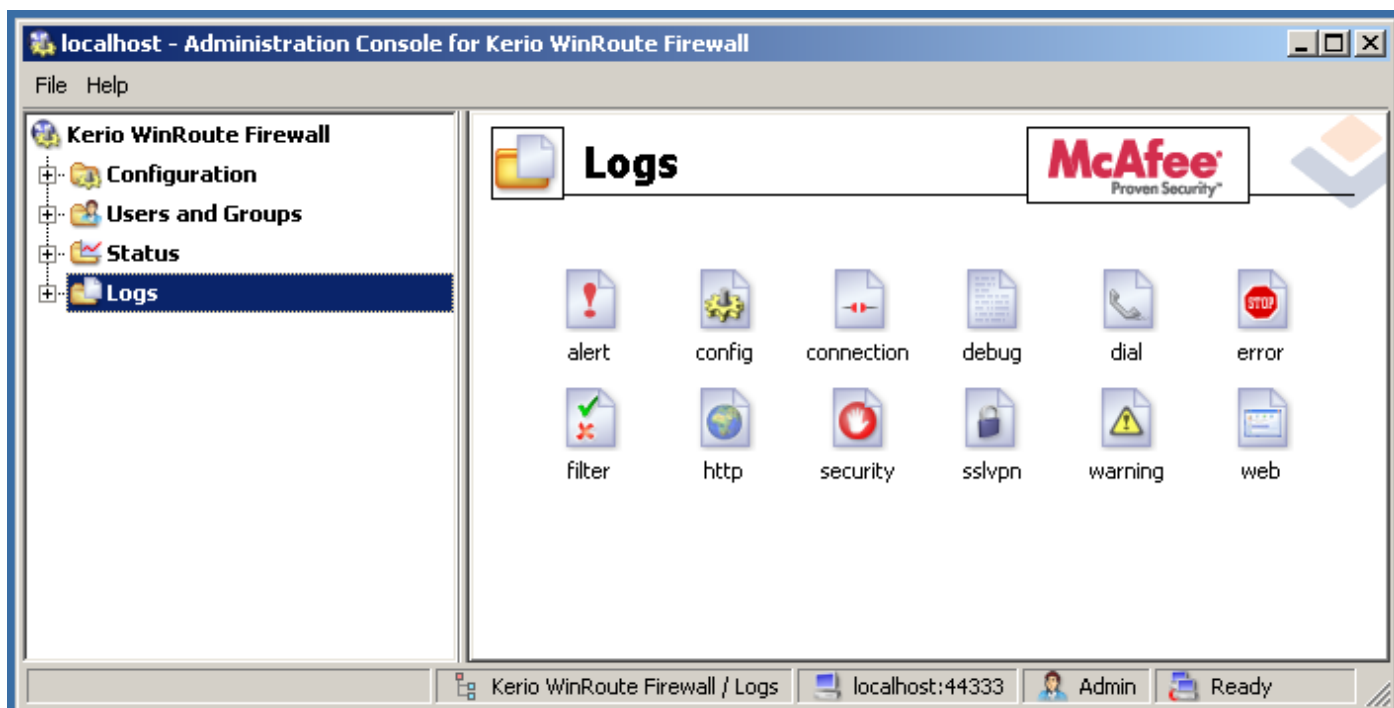 localhost - Administration Console for Kerio WinRoute Firewall
File Help
Kerio WinRoute Firewall
Configuration
Users and Groups
Status
Logs
Logs
McAfee
Proven Security™
alert config connection debug dial error
STOP
filter http security sslvpn warning web
Kerio WinRoute Firewall / Logs localhost:44333 Admin Ready